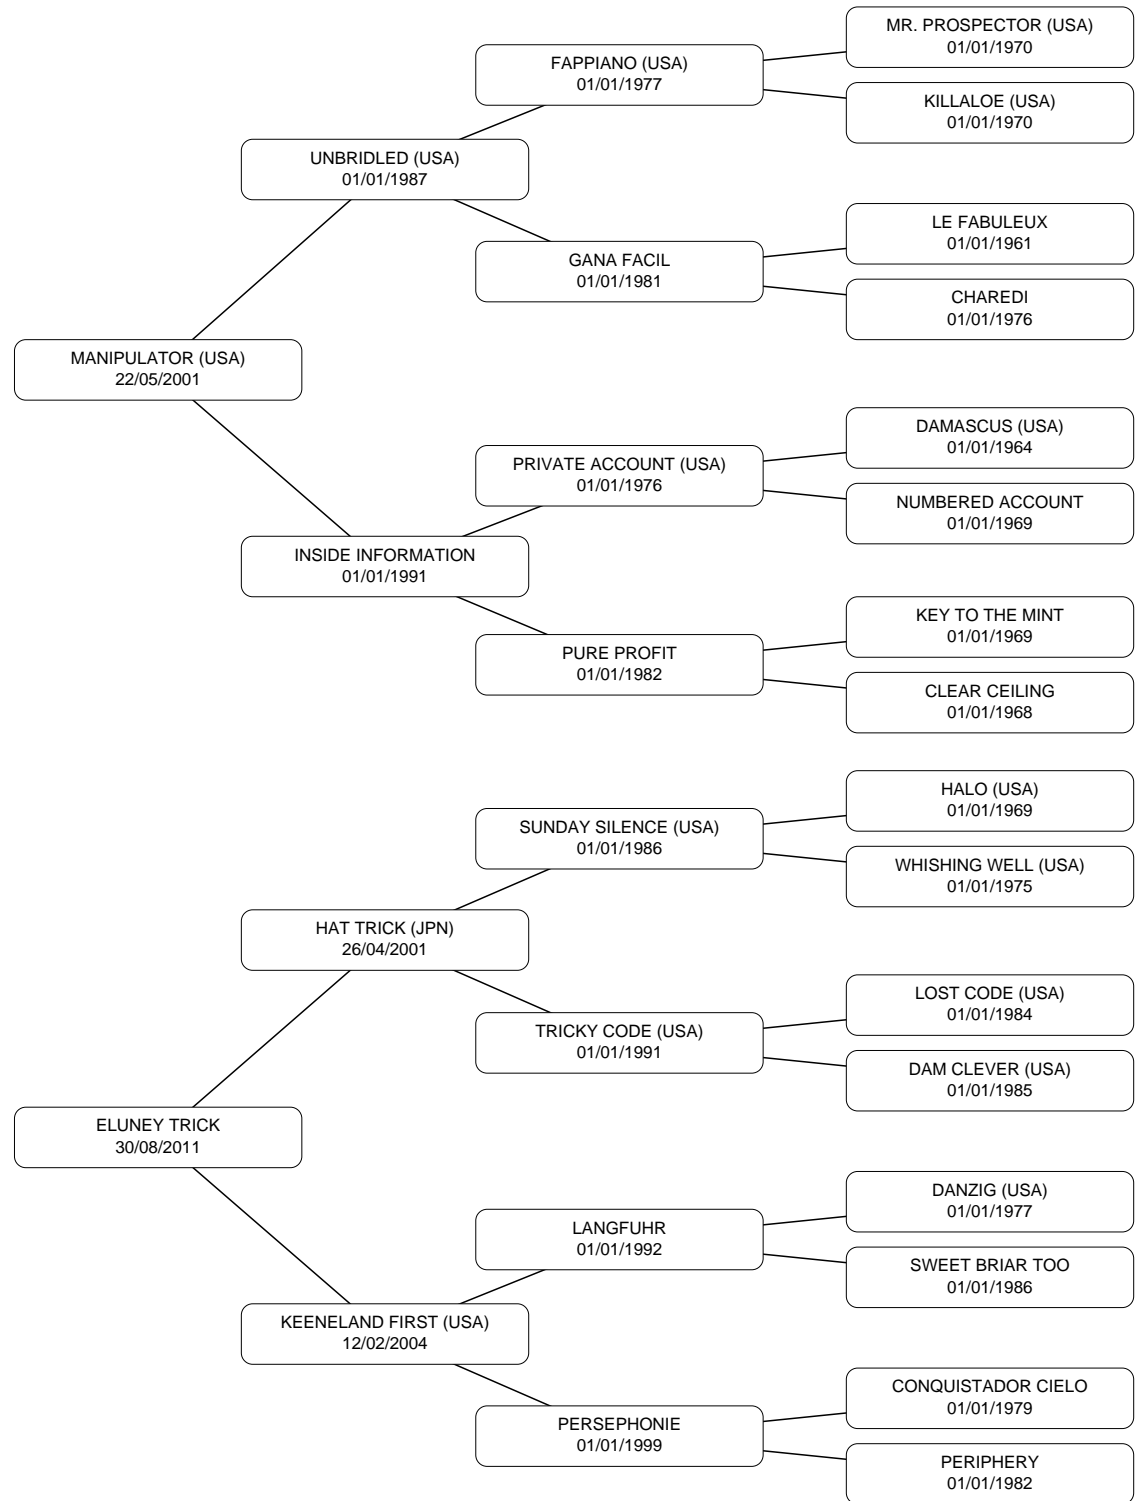 MR. PROSPECTOR (USA)
01/01/1970
FAPPIANO (USA)
01/01/1977
KILLALOE (USA)
01/01/1970
UNBRIDLED (USA)
01/01/1987
LE FABULEUX
01/01/1961
GANA FACIL
01/01/1981
CHAREDI
01/01/1976
MANIPULATOR (USA)
22/05/2001
DAMASCUS (USA)
01/01/1964
PRIVATE ACCOUNT (USA)
01/01/1976
NUMBERED ACCOUNT
01/01/1969
INSIDE INFORMATION
01/01/1991
KEY TO THE MINT
01/01/1969
PURE PROFIT
01/01/1982
CLEAR CEILING
01/01/1968
HALO (USA)
01/01/1969
SUNDAY SILENCE (USA)
01/01/1986
WHISHING WELL (USA)
01/01/1975
HAT TRICK (JPN)
26/04/2001
LOST CODE (USA)
01/01/1984
TRICKY CODE (USA)
01/01/1991
DAM CLEVER (USA)
01/01/1985
ELUNEY TRICK
30/08/2011
DANZIG (USA)
01/01/1977
LANGFUHR
01/01/1992
SWEET BRIAR TOO
01/01/1986
KEENELAND FIRST (USA)
12/02/2004
CONQUISTADOR CIELO
01/01/1979
PERSEPHONIE
01/01/1999
PERIPHERY
01/01/1982